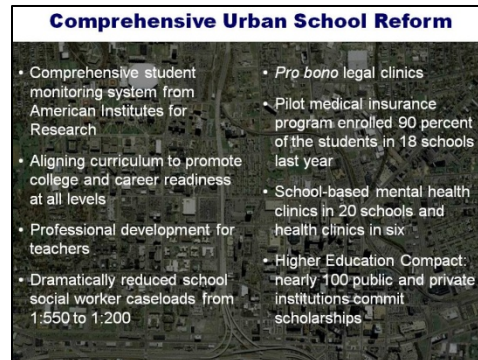 Comprehensive Urban School Reform
• Comprehensive student
monitoring system from
American Institutes for
Research
• Aligning curriculum to promote
college and career readiness
at all levels
• Professional development for
teachers
• Dramatically reduced school
social worker caseloads from
1:550 to 1:200
• Pro bono legal clinics
• Pilot medical insurance
program enrolled 90 percent
of the students in 18 schools
last year
• School-based mental health
clinics in 20 schools and
health clinics in six
• Higher Education Compact:
nearly 100 public and private
institutions commit
scholarships